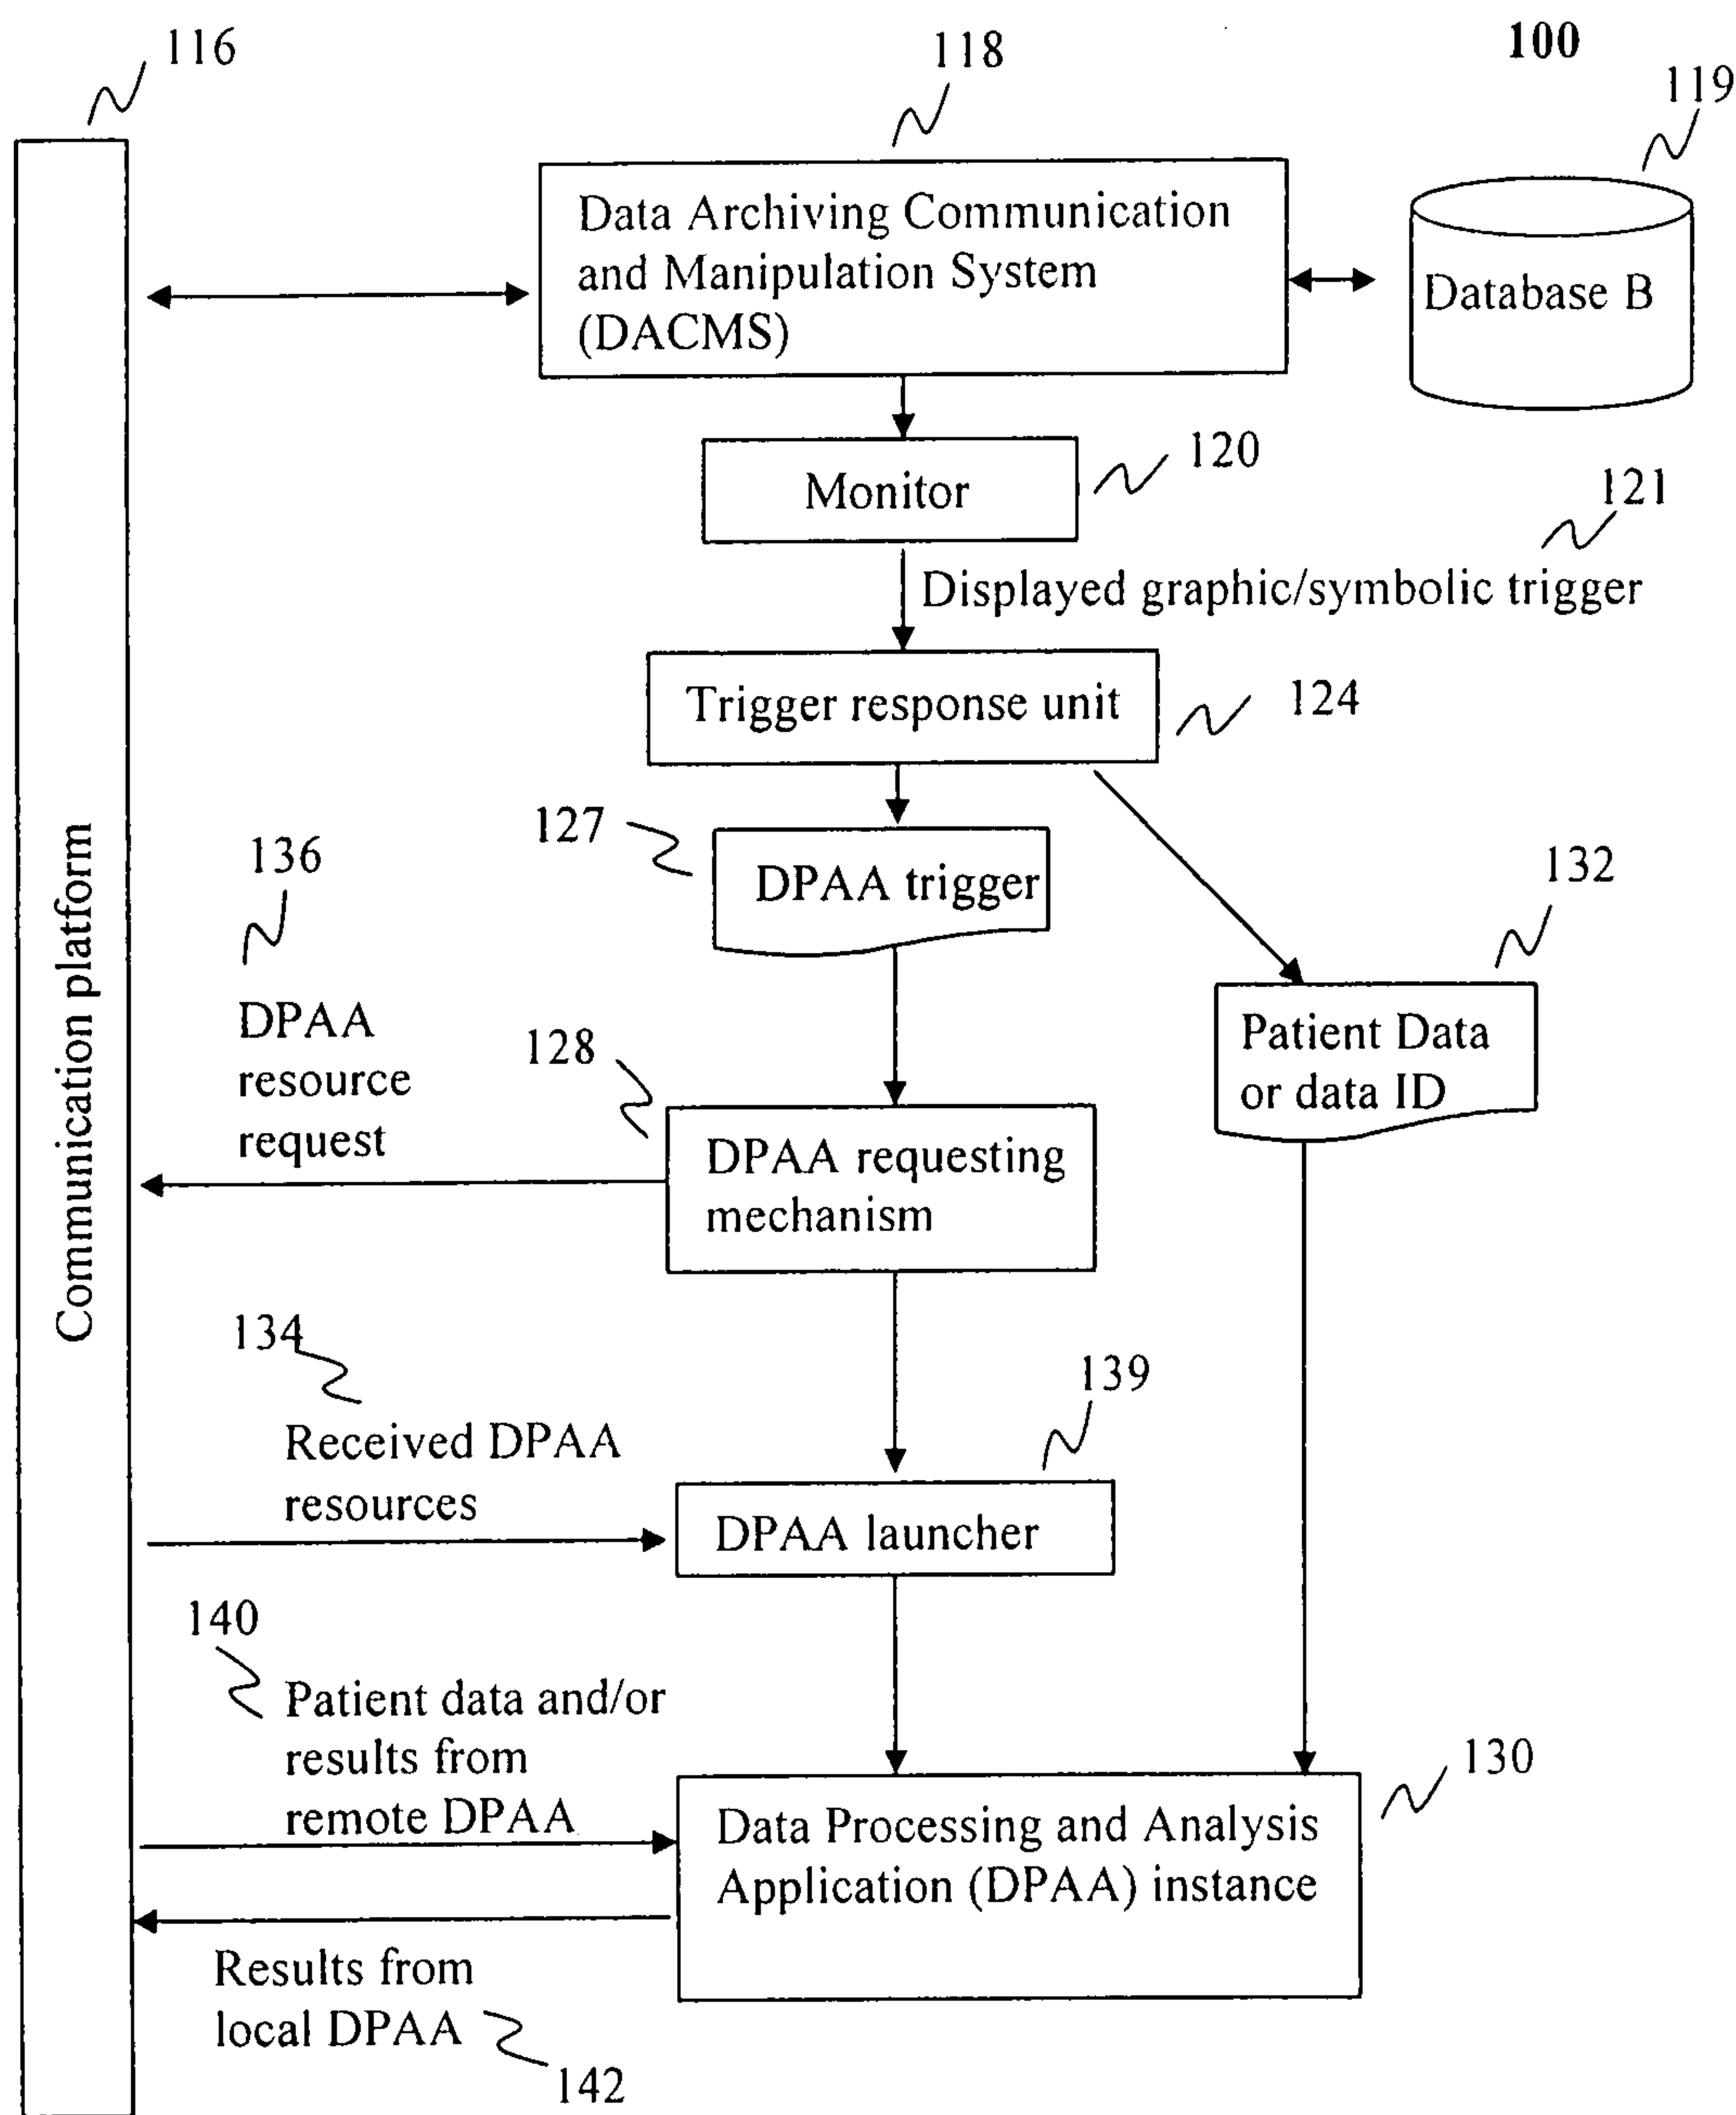 116
118
100
119
Data Archiving Communication
and Manipulation System
(DACMS)
Database B
Monitor
120
121
Displayed graphic/symbolic trigger
Trigger response unit
124
127
DPAA trigger
136
132
Communication platform
DPAA
resource
request
128
Patient Data
or data ID
DPAA requesting
mechanism
134
139
Received DPAA
resources
DPAA launcher
140
Patient data and/or
results from
remote DPAA
130
Data Processing and Analysis
Application (DPAA) instance
Results from
local DPAA
142